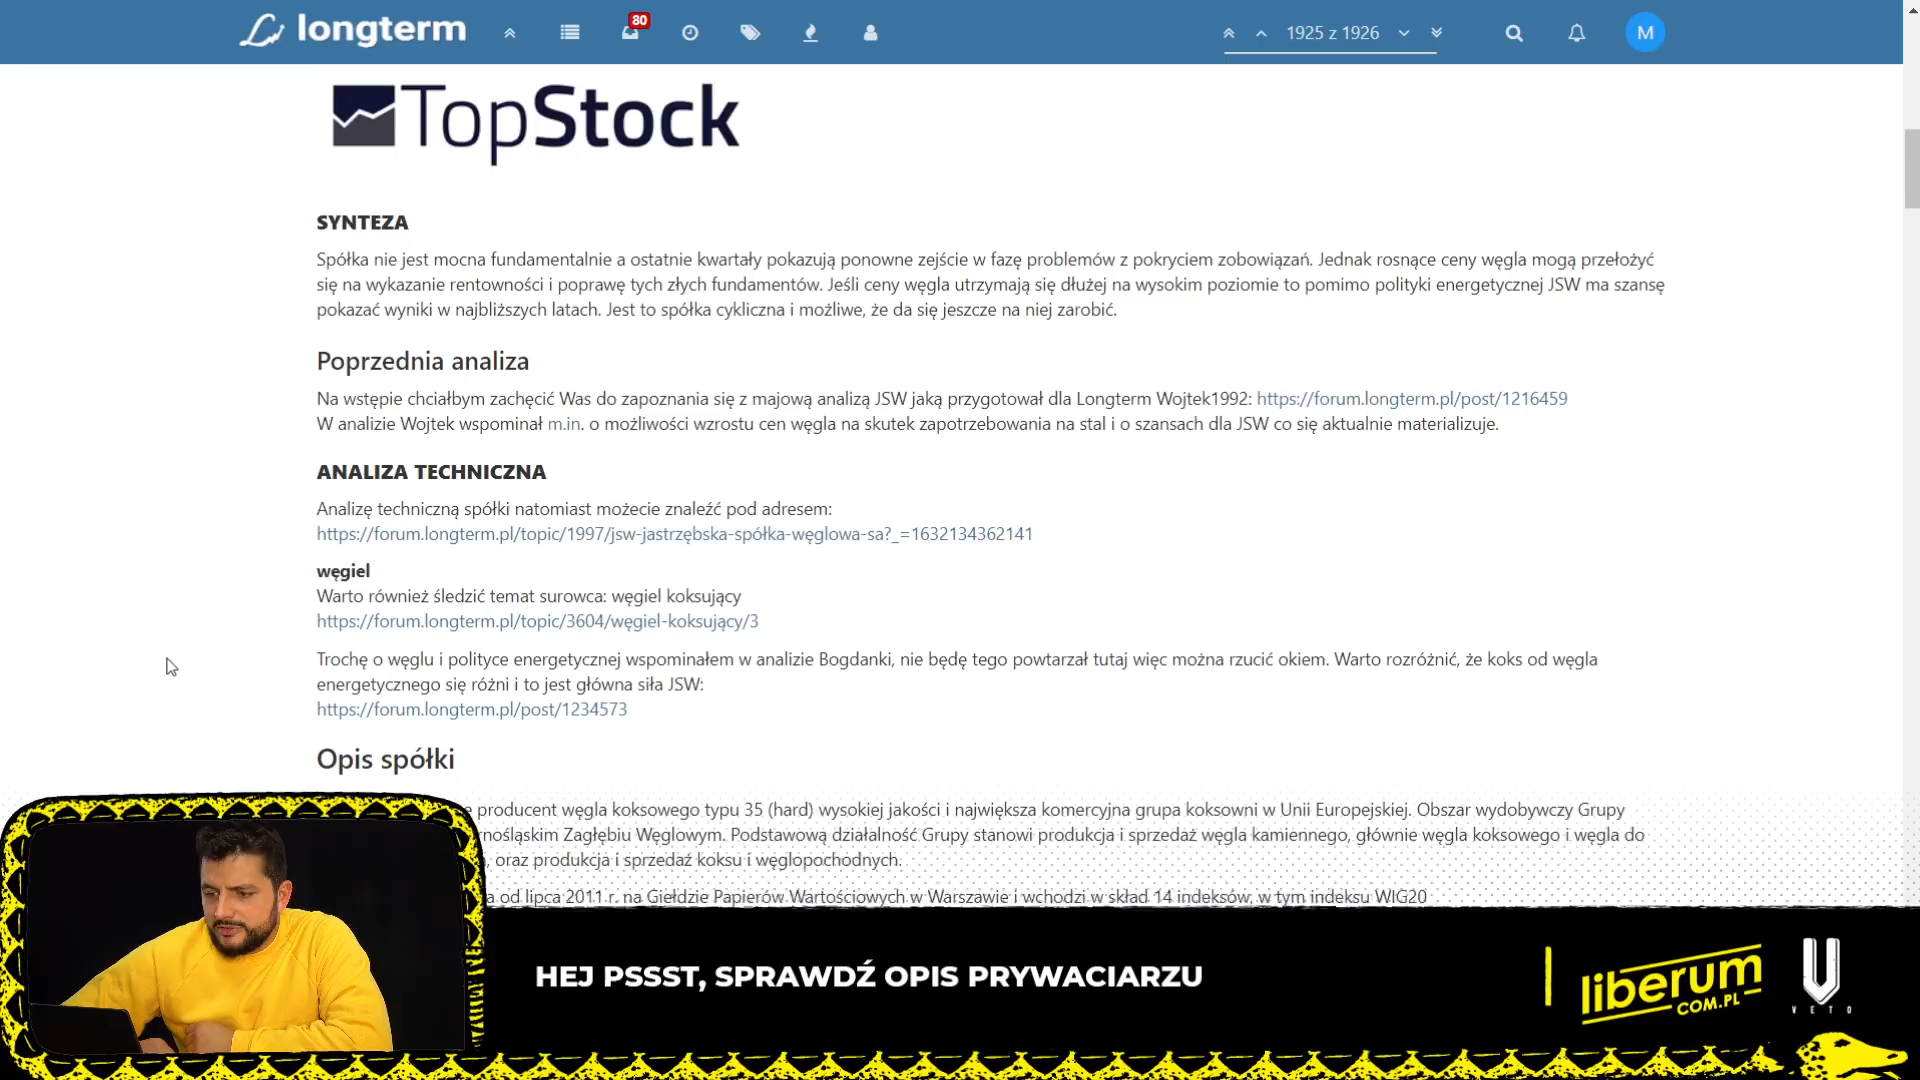 longterm
80
1925 z 1926
M
TopStock
SYNTEZA
Spółka nie jest mocna fundamentalnie a ostatnie kwartały pokazują ponowne zejście w fazę problemów z pokryciem zobowiązań. Jednak rosnące ceny węgla mogą przełożyć
się na wykazanie rentowności i poprawę tych złych fundamentów. Jeśli ceny węgla utrzymają się dłużej na wysokim poziomie to pomimo polityki energetycznej JSW ma szansę
pokazać wyniki w najbliższych latach. Jest to spółka cykliczna i możliwe, że da się jeszcze na niej zarobić.
Poprzednia analiza
Na wstępie chciałbym zachęcić Was do zapoznania się z majową analizą JSW jaką przygotował dla Longterm Wojtek1992: https://forum.longterm.pl/post/1216459
W analizie Wojtek wspominał m.in. o możliwości wzrostu cen węgla na skutek zapotrzebowania na stal i o szansach dla JSW co się aktualnie materializuje.
ANALIZA TECHNICZNA
Analizę techniczną spółki natomiast możecie znaleźć pod adresem:
https://forum.longterm.pl/topic/1997/jsw-jastrzębska-spółka-węglowa-sa?_=1632134362141
węgiel
Warto również śledzić temat surowca: węgiel koksujący
https://forum.longterm.pl/topic/3604/węgiel-koksujący/3
Trochę o węglu i polityce energetycznej wspominałem w analizie Bogdanki, nie będę tego powtarzał tutaj więc można rzucić okiem. Warto rozróżnić, że koks od węgla
energetycznego się różni i to jest główna siła JSW:
https://forum.longterm.pl/post/1234573
Opis spółki
producent węgla koksowego typu 35 (hard) wysokiej jakości i największa komercyjna grupa koksowni w Unii Europejskiej. Obszar wydobywczy Grupy
nośląskim Zagłębiu Węglowym. Podstawową działalność Grupy stanowi produkcja i sprzedaż węgla kamiennego, głównie węgla koksowego i węgla do
, oraz produkcja i sprzedaż koksu i węglopochodnych.
a od lipca 2011 r. na Giełdzie Papierów Wartościowych w Warszawie i wchodzi w skład 14 indeksów, w tym indeksu WIG20
HEJ PSSST, SPRAWDŹ OPIS PRYWACIARZU
liberum
COM.PL
VETO